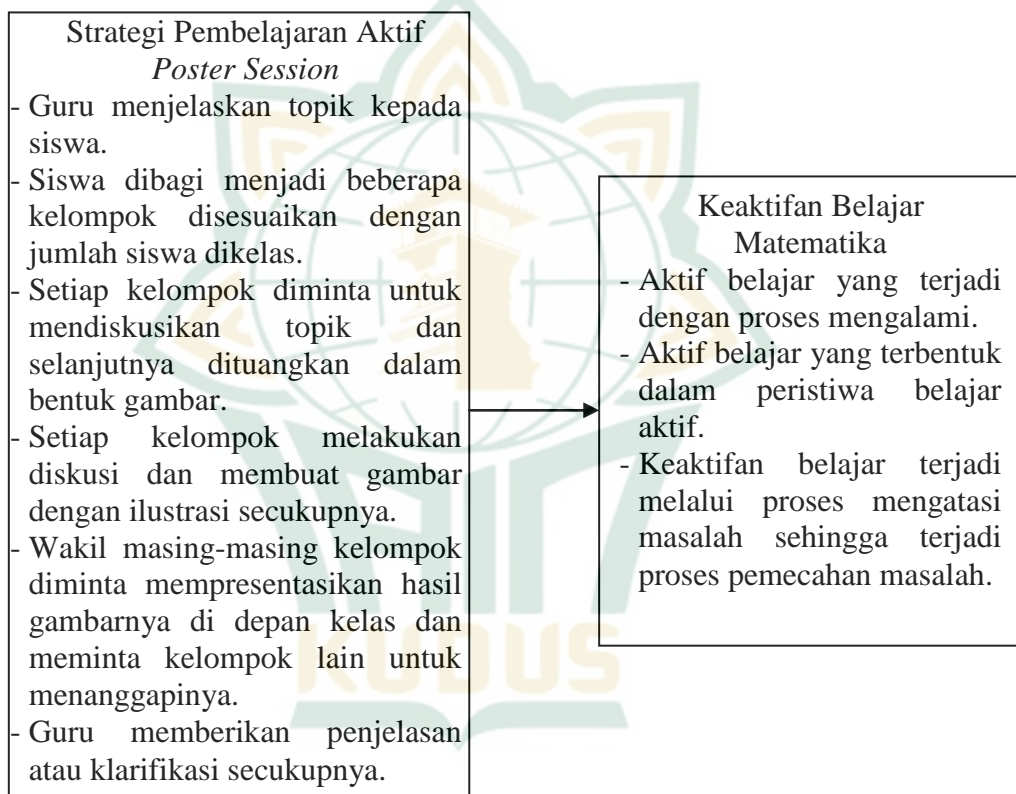 Strategi Pembelajaran Aktif
Poster Session
- Guru menjelaskan topik kepada
siswa.
- Siswa dibagi menjadi beberapa
kelompok disesuaikan dengan
jumlah siswa dikelas.
- Setiap kelompok diminta untuk
mendiskusikan topik dan
selanjutnya dituangkan dalam
bentuk gambar.
- Setiap kelompok melakukan
diskusi dan membuat gambar
dengan ilustrasi secukupnya.
- Wakil masing-masing kelompok
diminta mempresentasikan hasil
gambarnya di depan kelas dan
meminta kelompok lain untuk
menanggapinya.
- Guru memberikan penjelasan
atau klarifikasi secukupnya.
Keaktifan Belajar
Matematika
- Aktif belajar yang terjadi
dengan proses mengalami.
- Aktif belajar yang terbentuk
dalam peristiwa belajar
aktif.
- Keaktifan belajar terjadi
melalui proses mengatasi
masalah sehingga terjadi
proses pemecahan masalah.
KUDUS